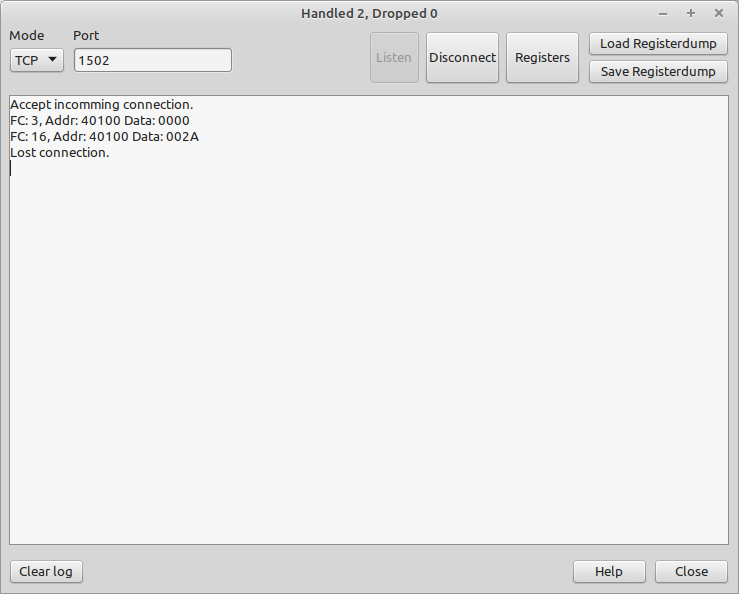 Handled 2, Dropped 0
Mode
Port
TCP
1502
Listen
Disconnect
Registers
Load Registerdump
Save Registerdump
Accept incomming connection.
FC: 3, Addr: 40100 Data: 0000
FC: 16, Addr: 40100 Data: 002A
Lost connection.
Clear log
Help
Close